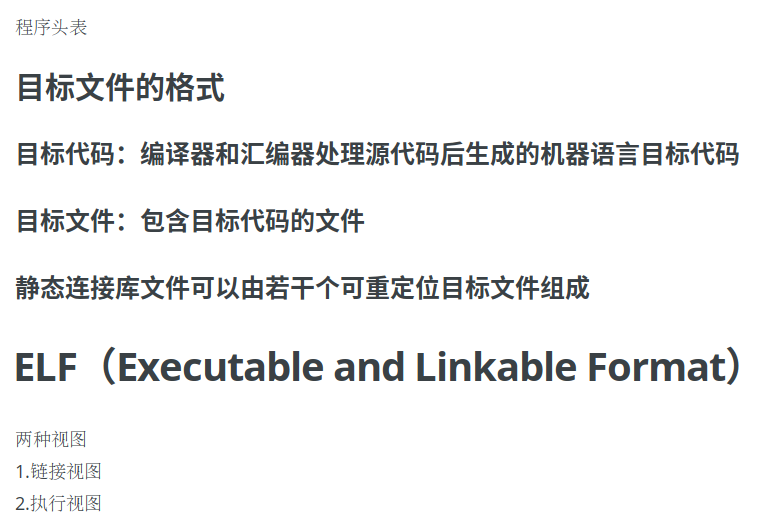 程序头表
目标文件的格式
目标代码：编译器和汇编器处理源代码后生成的机器语言目标代码
目标文件：包含目标代码的文件
静态连接库文件可以由若干个可重定位目标文件组成
ELF（Executable and Linkable Format）
两种视图
1.链接视图
2.执行视图